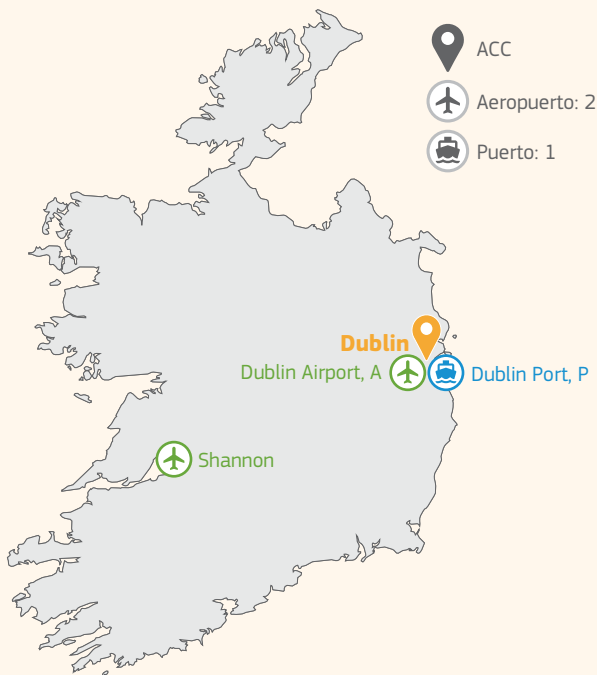 ACC
Aeropuerto: 2
Puerto: 1
Dublin
Dublin Airport, A
Dublin Port, P
Shannon